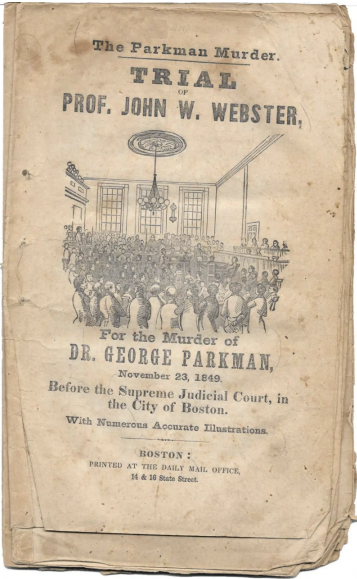 The Parkman Murder.
TRIAL
OF
PROF. JOHN W. WEBSTER,
For the Murder of
DR. GEORGE PARKMAN,
November 23, 1849.
Before the Supreme Judicial Court, in
the City of Boston.
With Numerous Accurate Illustrations.
BOSTON:
PRINTED AT THE DAILY MAIL OFFICE,
14 & 16 State Street.